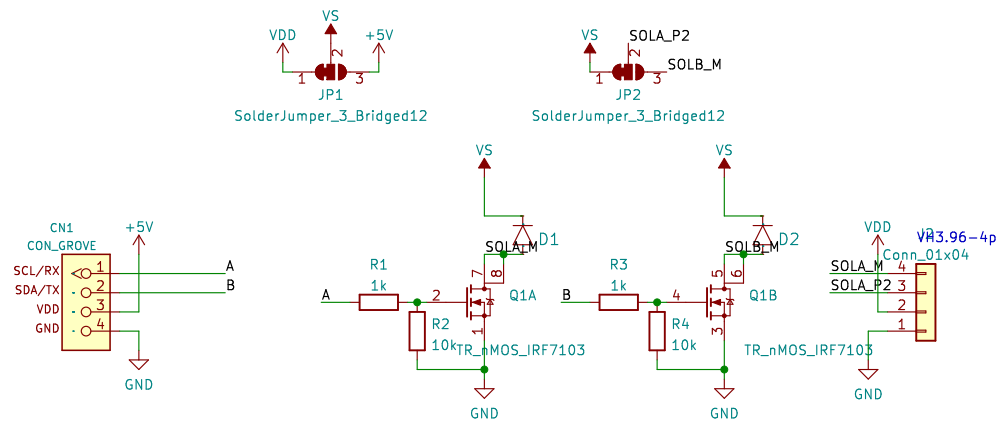 VS
VDD
+5V
2
1
3
JP1
SolderJumper_3_Bridged12
VS
SOLA_P2
2
SOLB_M
1
3
JP2
SolderJumper_3_Bridged12
CN1
CON_GROVE
+5V
SCL/RX
1
A
SDA/TX
2
B
VDD
3
GND
4
GND
VS
SOLA_M
D1
7
8
R1
1k
A
2
Q1A
R2
10k
1
TR_nMOS_IRF7103
GND
VS
SOLB_M
D2
5
6
R3
1k
B
4
Q1B
R4
10k
3
TR_nMOS_IRF7103
GND
VDD
J2
VH3.96-4p
Conn_01x04
SOLA_M
4
SOLA_P2
3
2
1
GND